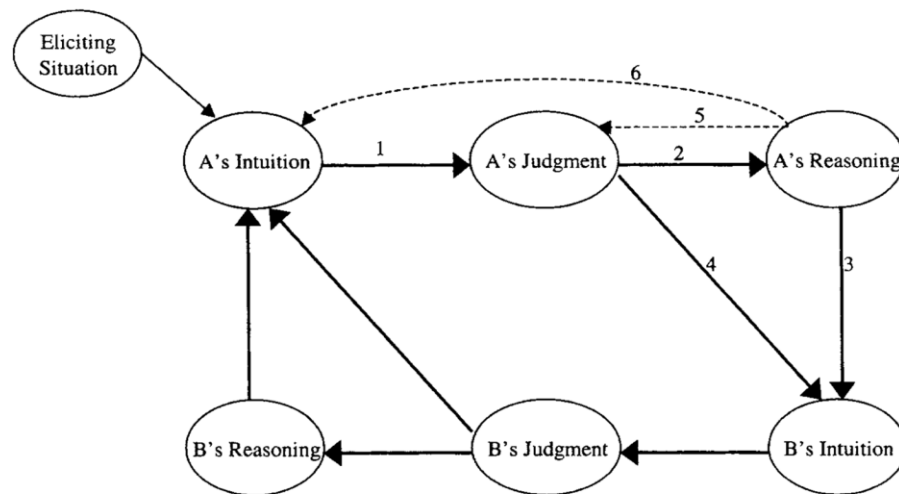 Eliciting
Situation
6
5
A's Intuition
1
A's Judgment
2
A's Reasoning
4
3
B's Reasoning
B's Judgment
B's Intuition